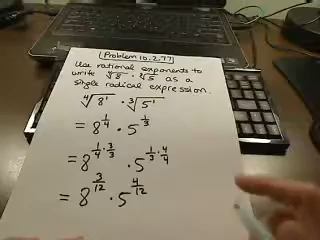 Problem 10.2.77
Use rational exponents to
write ∜8 · ∛5 as a
single radical expression.
∜8¹ · ∛5¹
= 8^(1/4) · 5^(1/3)
= 8^(1/4 · 3/3) · 5^(1/3 · 4/4)
= 8^(3/12) · 5^(4/12)